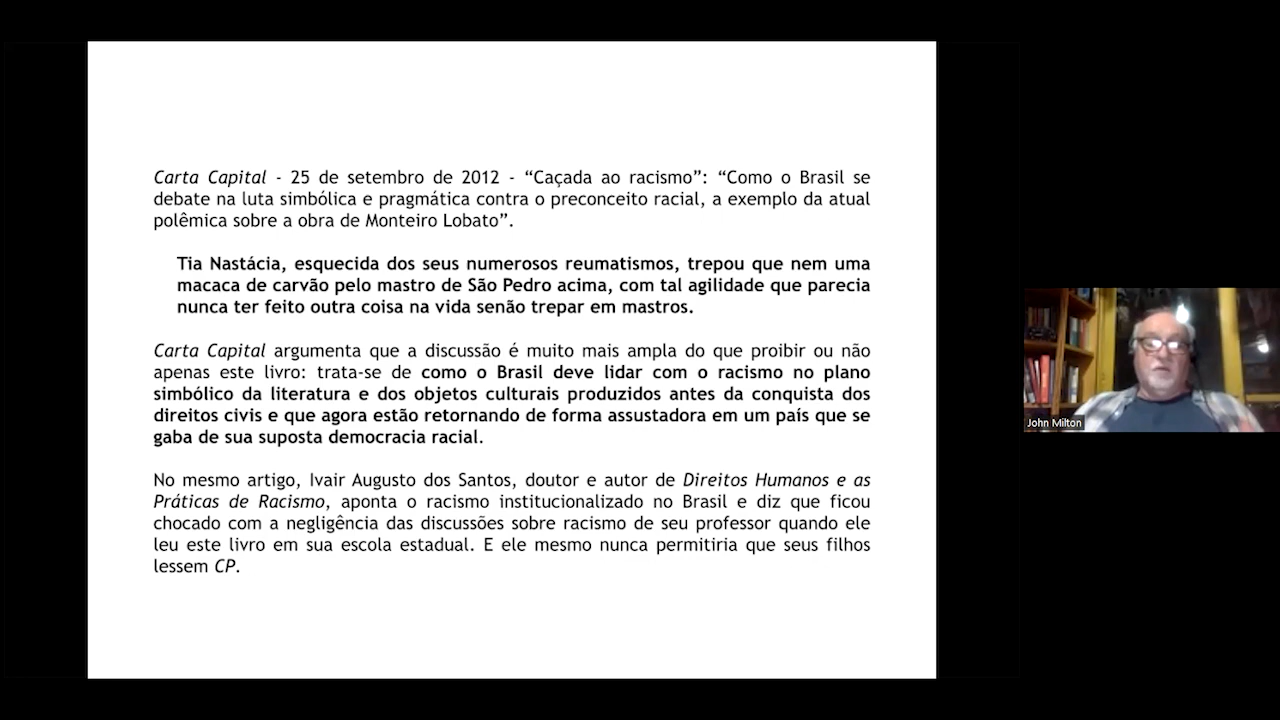 Carta Capital - 25 de setembro de 2012 - “Caçada ao racismo”: “Como o Brasil se
debate na luta simbólica e pragmática contra o preconceito racial, a exemplo da atual
polêmica sobre a obra de Monteiro Lobato”.
Tia Nastácia, esquecida dos seus numerosos reumatismos, trepou que nem uma
macaca de carvão pelo mastro de São Pedro acima, com tal agilidade que parecia
nunca ter feito outra coisa na vida senão trepar em mastros.
Carta Capital argumenta que a discussão é muito mais ampla do que proibir ou não
apenas este livro: trata-se de como o Brasil deve lidar com o racismo no plano
simbólico da literatura e dos objetos culturais produzidos antes da conquista dos
direitos civis e que agora estão retornando de forma assustadora em um país que se
gaba de sua suposta democracia racial.
No mesmo artigo, Ivair Augusto dos Santos, doutor e autor de Direitos Humanos e as
Práticas de Racismo, aponta o racismo institucionalizado no Brasil e diz que ficou
chocado com a negligência das discussões sobre racismo de seu professor quando ele
leu este livro em sua escola estadual. E ele mesmo nunca permitiria que seus filhos
lessem CP.
John Milton